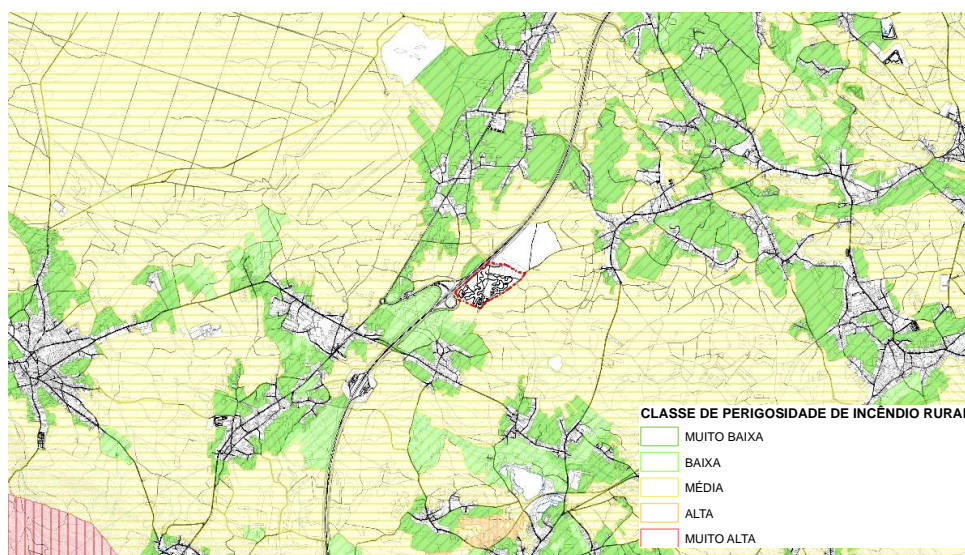 CLASSE DE PERIGOSIDADE DE INCÊNDIO RURAL
MUITO BAIXA
BAIXA
MÉDIA
ALTA
MUITO ALTA